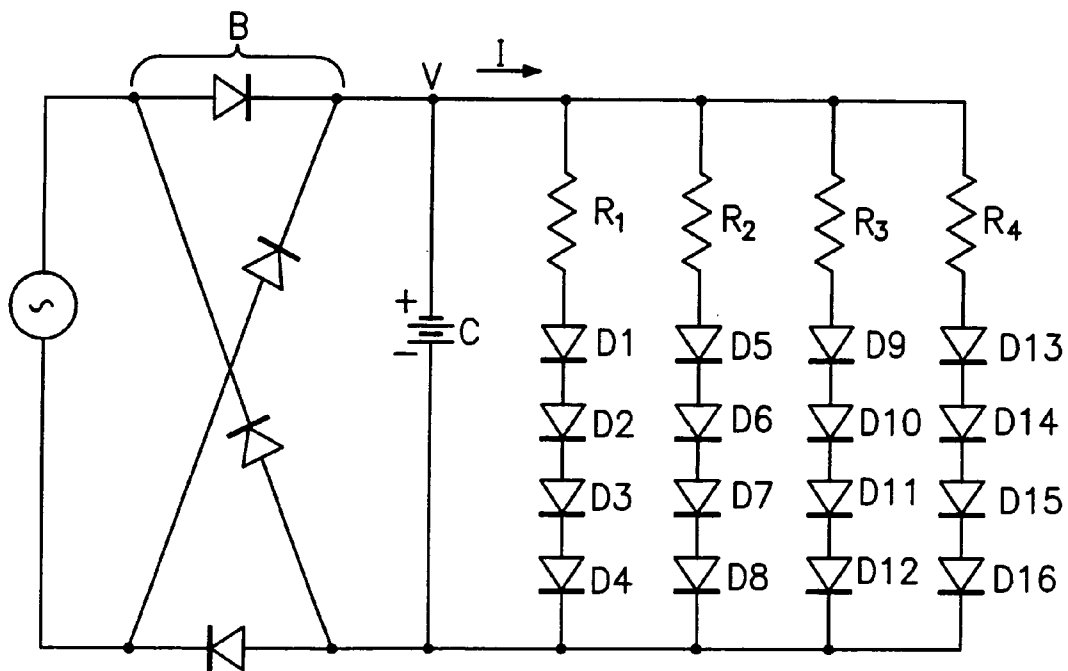 B
V I
R1 R2 R3 R4
+
C
-
D1 D5 D9 D13
D2 D6 D10 D14
D3 D7 D11 D15
D4 D8 D12 D16